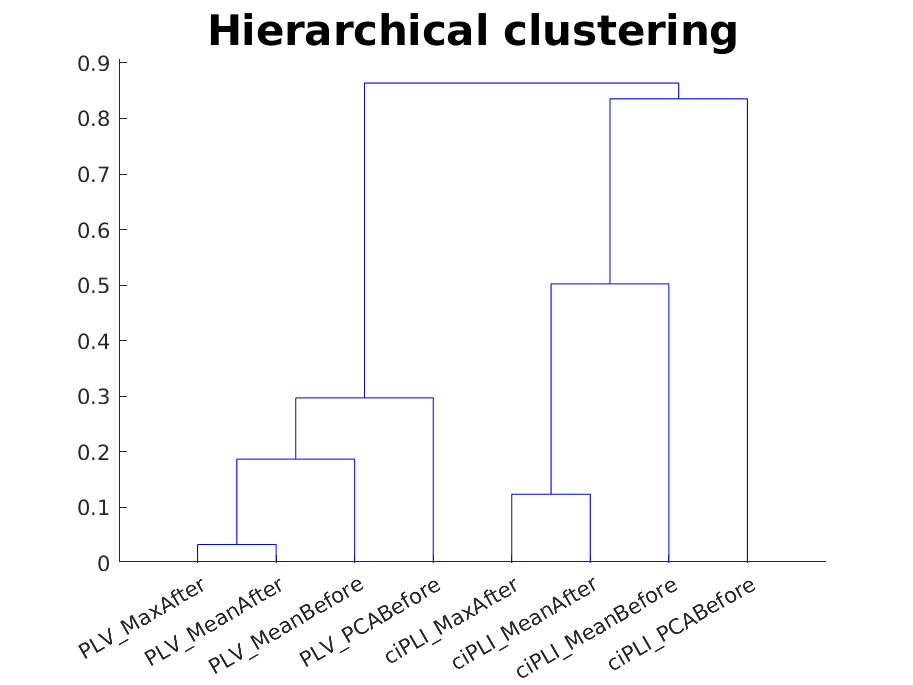 Hierarchical clustering
0.9
0.8
0.7
0.6
0.5
0.4
0.3
0.2
0.1
0
PLV_MaxAfter
PLV_MeanAfter
PLV_MeanBefore
PLV_PCABefore
ciPLI_MaxAfter
ciPLI_MeanAfter
ciPLI_MeanBefore
ciPLI_PCABefore